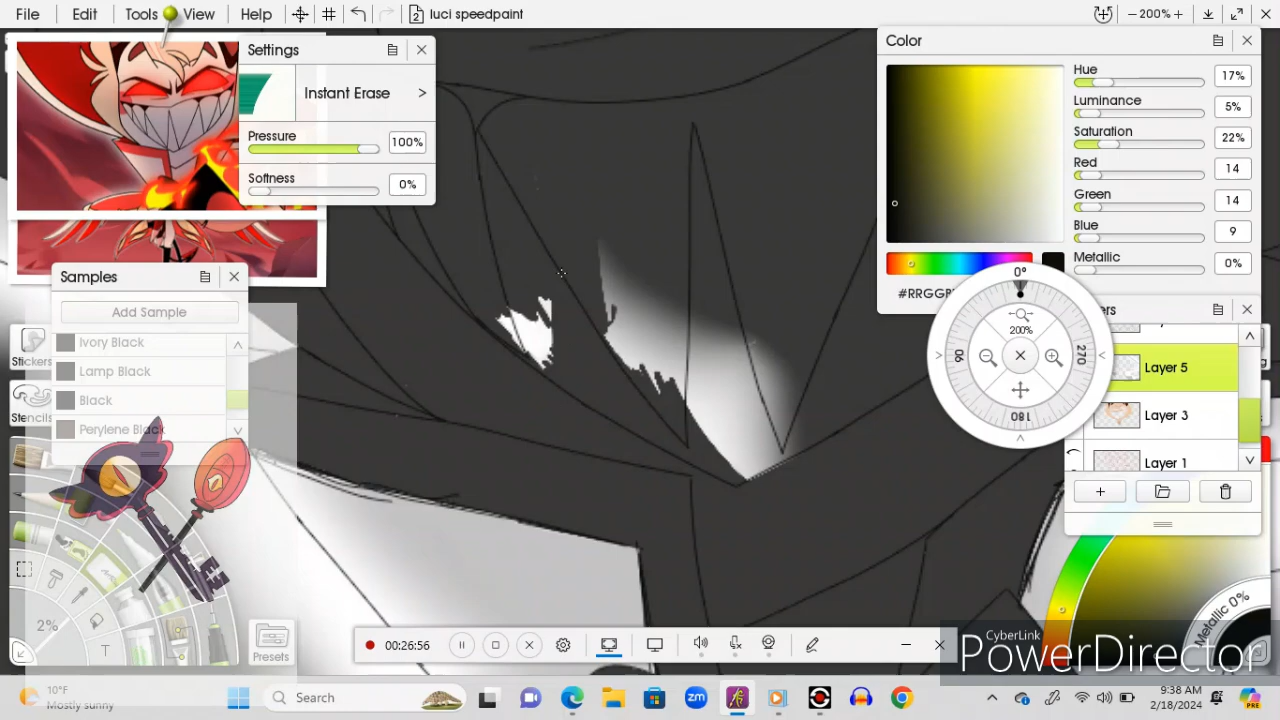 File Edit Tools View Help 2 luci speedpaint 200%
Settings
Instant Erase >
Pressure
100%
Softness
0%
Color
Hue
17%
Luminance
5%
Saturation
22%
Red
14
Green
14
Blue
9
Metallic
0%
Samples
Add Sample
Ivory Black
Lamp Black
Black
Perylene Black
Stickers
Stencils
2%
T
Presets
0°
200%
90
270
180
Layer 5
Layer 3
Layer 1
Metallic 0%
00:26:56
CyberLink
PowerDirector
10°F
Mostly sunny
Search
zm
9:38 AM
2/18/2024